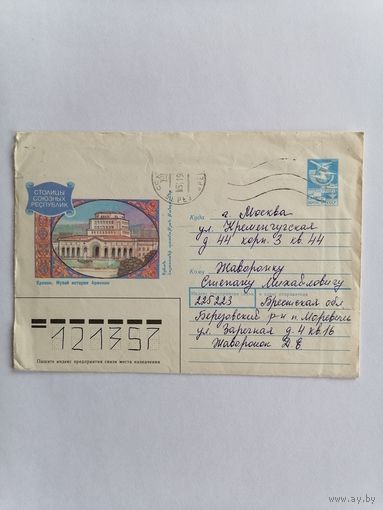 СТОЛИЦЫ
СОЮЗНЫХ
РЕСПУБЛИК
Ереван. Музей истории Армении
Куда
г. Москва
ул. Кременчугская
д 44 корп. 3 кв. 44
Кому
Жаворонку
Степану Михайловичу
225223
Брестская обл
Березовский р-н п.
ул. Заречная д. 4 кв 16
Жаворонок Д Е
121357
Пишите индекс предприятия связи места назначения
www.ay.by